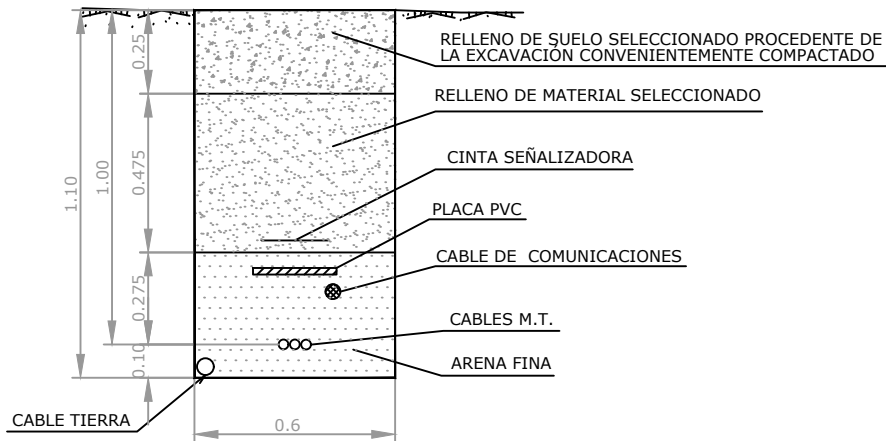 RELLENO DE SUELO SELECCIONADO PROCEDENTE DE
LA EXCAVACIÓN CONVENIENTEMENTE COMPACTADO
RELLENO DE MATERIAL SELECCIONADO
CINTA SEÑALIZADORA
PLACA PVC
CABLE DE COMUNICACIONES
CABLES M.T.
ARENA FINA
CABLE TIERRA
1.10
1.00
0.25
0.475
0.275
0.10
0.6